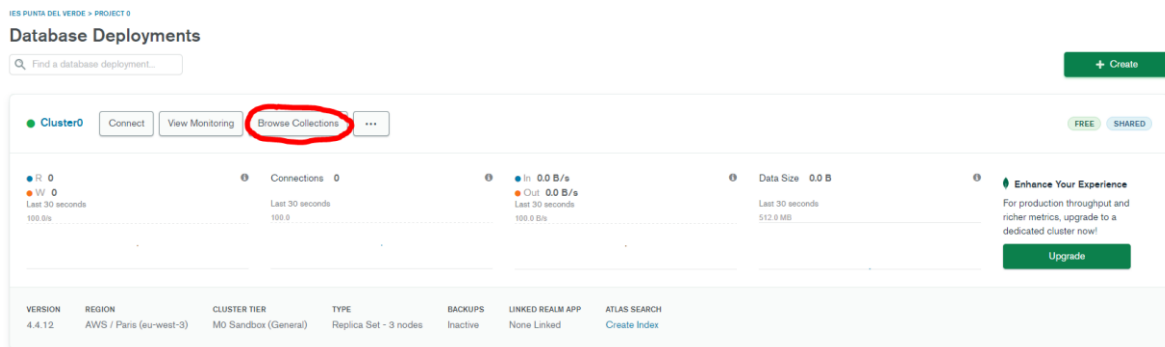 IES PUNTA DEL VERDE > PROJECT 0
Database Deployments
Find a database deployment...
+ Create
Cluster0 Connect View Monitoring Browse Collections ... FREE SHARED
R 0 Connections 0 In 0.0 B/s Data Size 0.0 B Enhance Your Experience
W 0 Out 0.0 B/s
Last 30 seconds Last 30 seconds Last 30 seconds Last 30 seconds For production throughput and
100.0/s 100.0 100.0 B/s 512.0 MB richer metrics, upgrade to a
dedicated cluster now!
Upgrade
VERSION REGION CLUSTER TIER TYPE BACKUPS LINKED REALM APP ATLAS SEARCH
4.4.12 AWS / Paris (eu-west-3) M0 Sandbox (General) Replica Set - 3 nodes Inactive None Linked Create Index